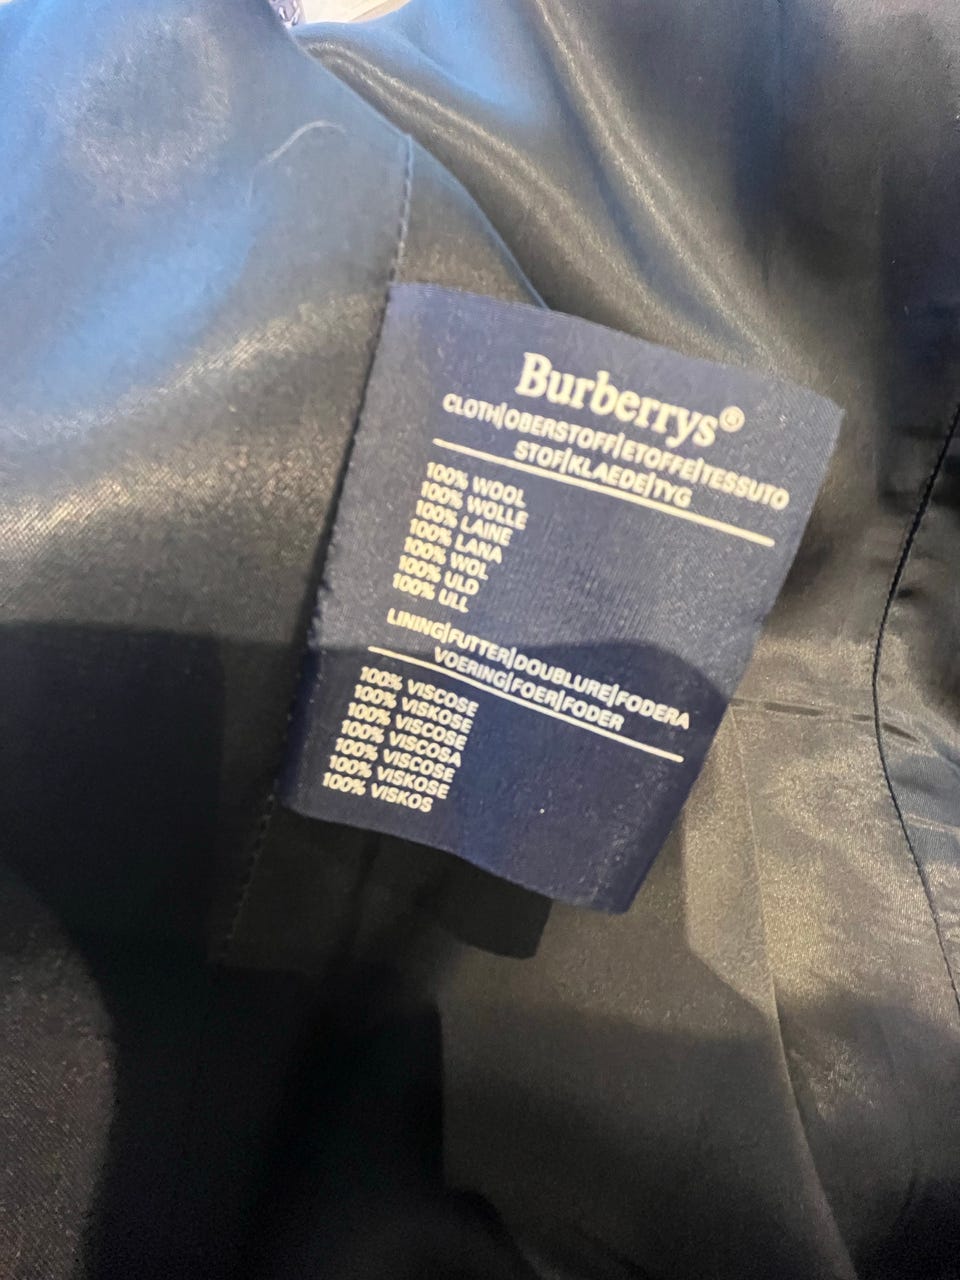 Burberrys®
CLOTH|OBERSTOFF|ETOFFE|TESSUTO
STOF|KLAEDE|TYG
100% WOOL
100% WOLLE
100% LAINE
100% LANA
100% WOL
100% ULD
100% ULL
LINING|FUTTER|DOUBLURE|FODERA
VOERING|FOER|FODER
100% VISCOSE
100% VISKOSE
100% VISCOSE
100% VISCOSA
100% VISCOSE
100% VISKOSE
100% VISKOS